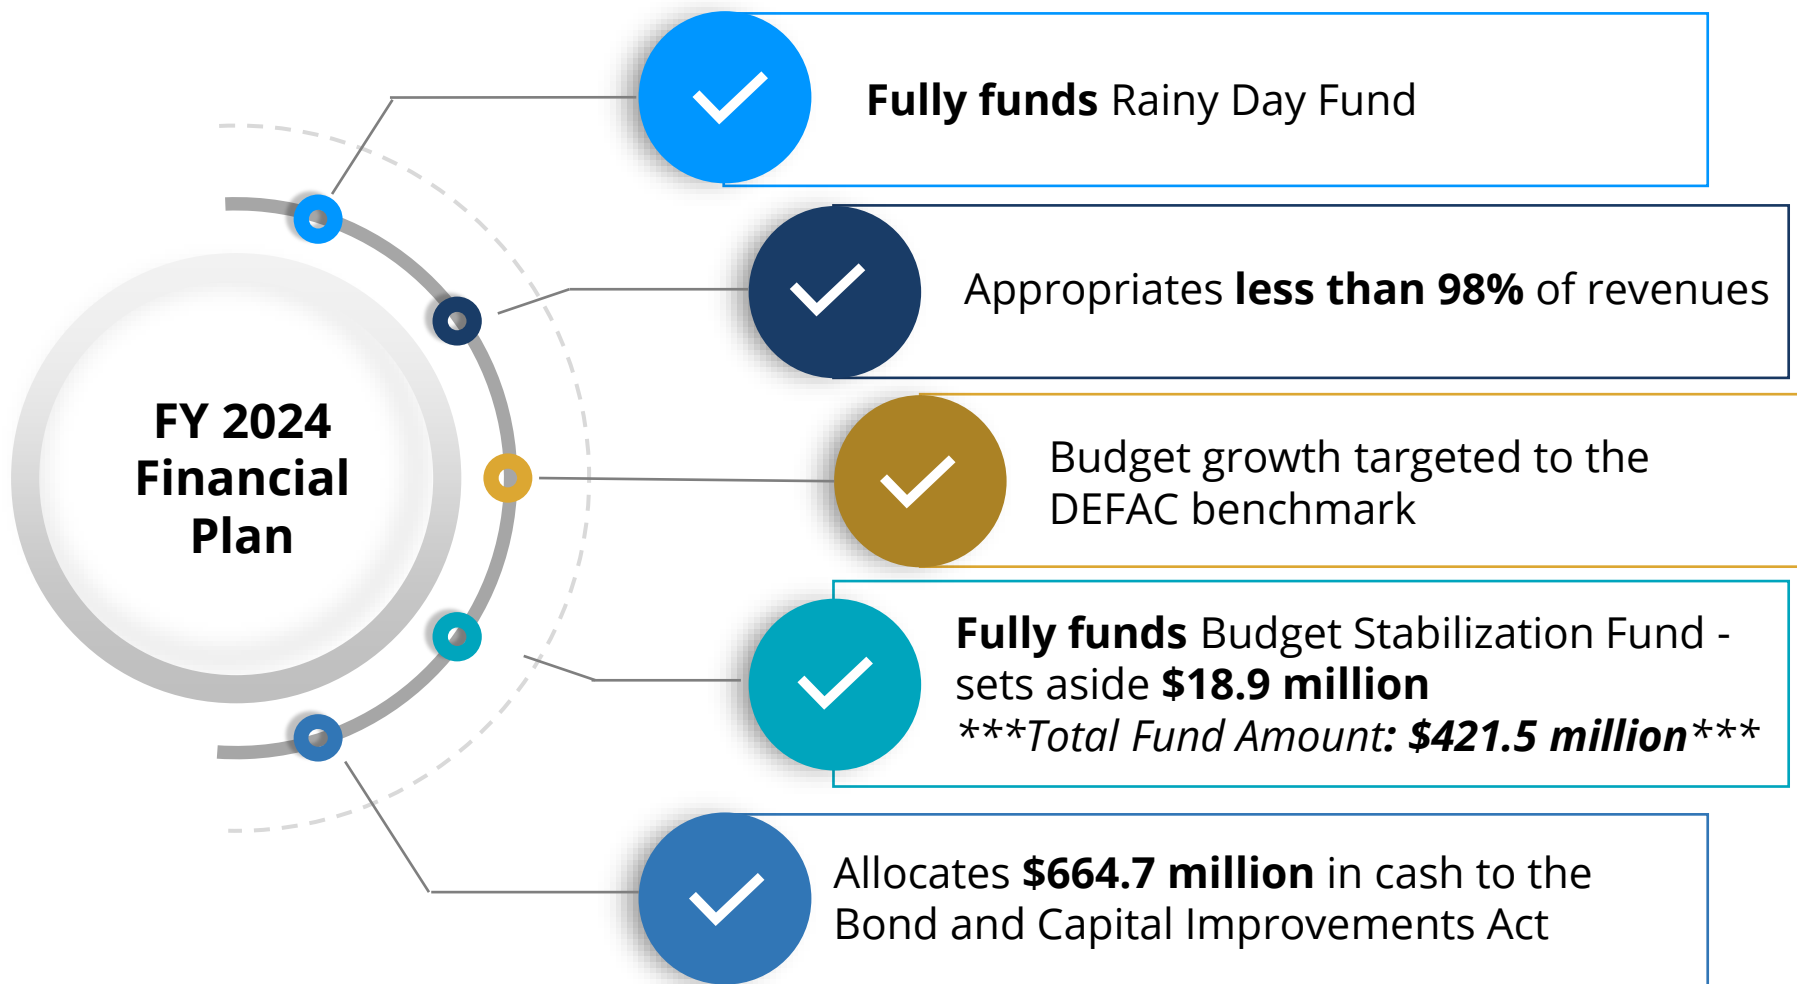 FY 2024
Financial
Plan
Fully funds Rainy Day Fund
Appropriates less than 98% of revenues
Budget growth targeted to the
DEFAC benchmark
Fully funds Budget Stabilization Fund -
sets aside $18.9 million
***Total Fund Amount: $421.5 million***
Allocates $664.7 million in cash to the
Bond and Capital Improvements Act